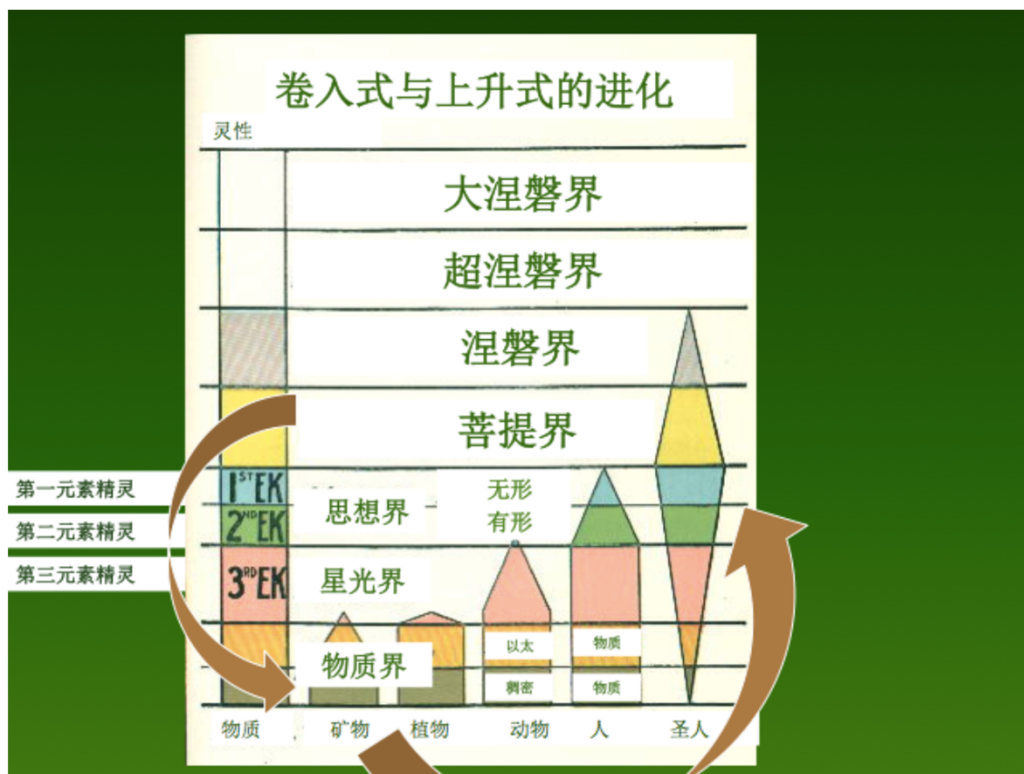 卷入式与上升式的进化
灵性
大涅磐界
超涅磐界
涅磐界
菩提界
第一元素精灵
1ST EK
思想界
无形
第二元素精灵
2ND EK
有形
第三元素精灵
3RD EK
星光界
物质界
以太
物质
稠密
物质
物质
矿物
植物
动物
人
圣人